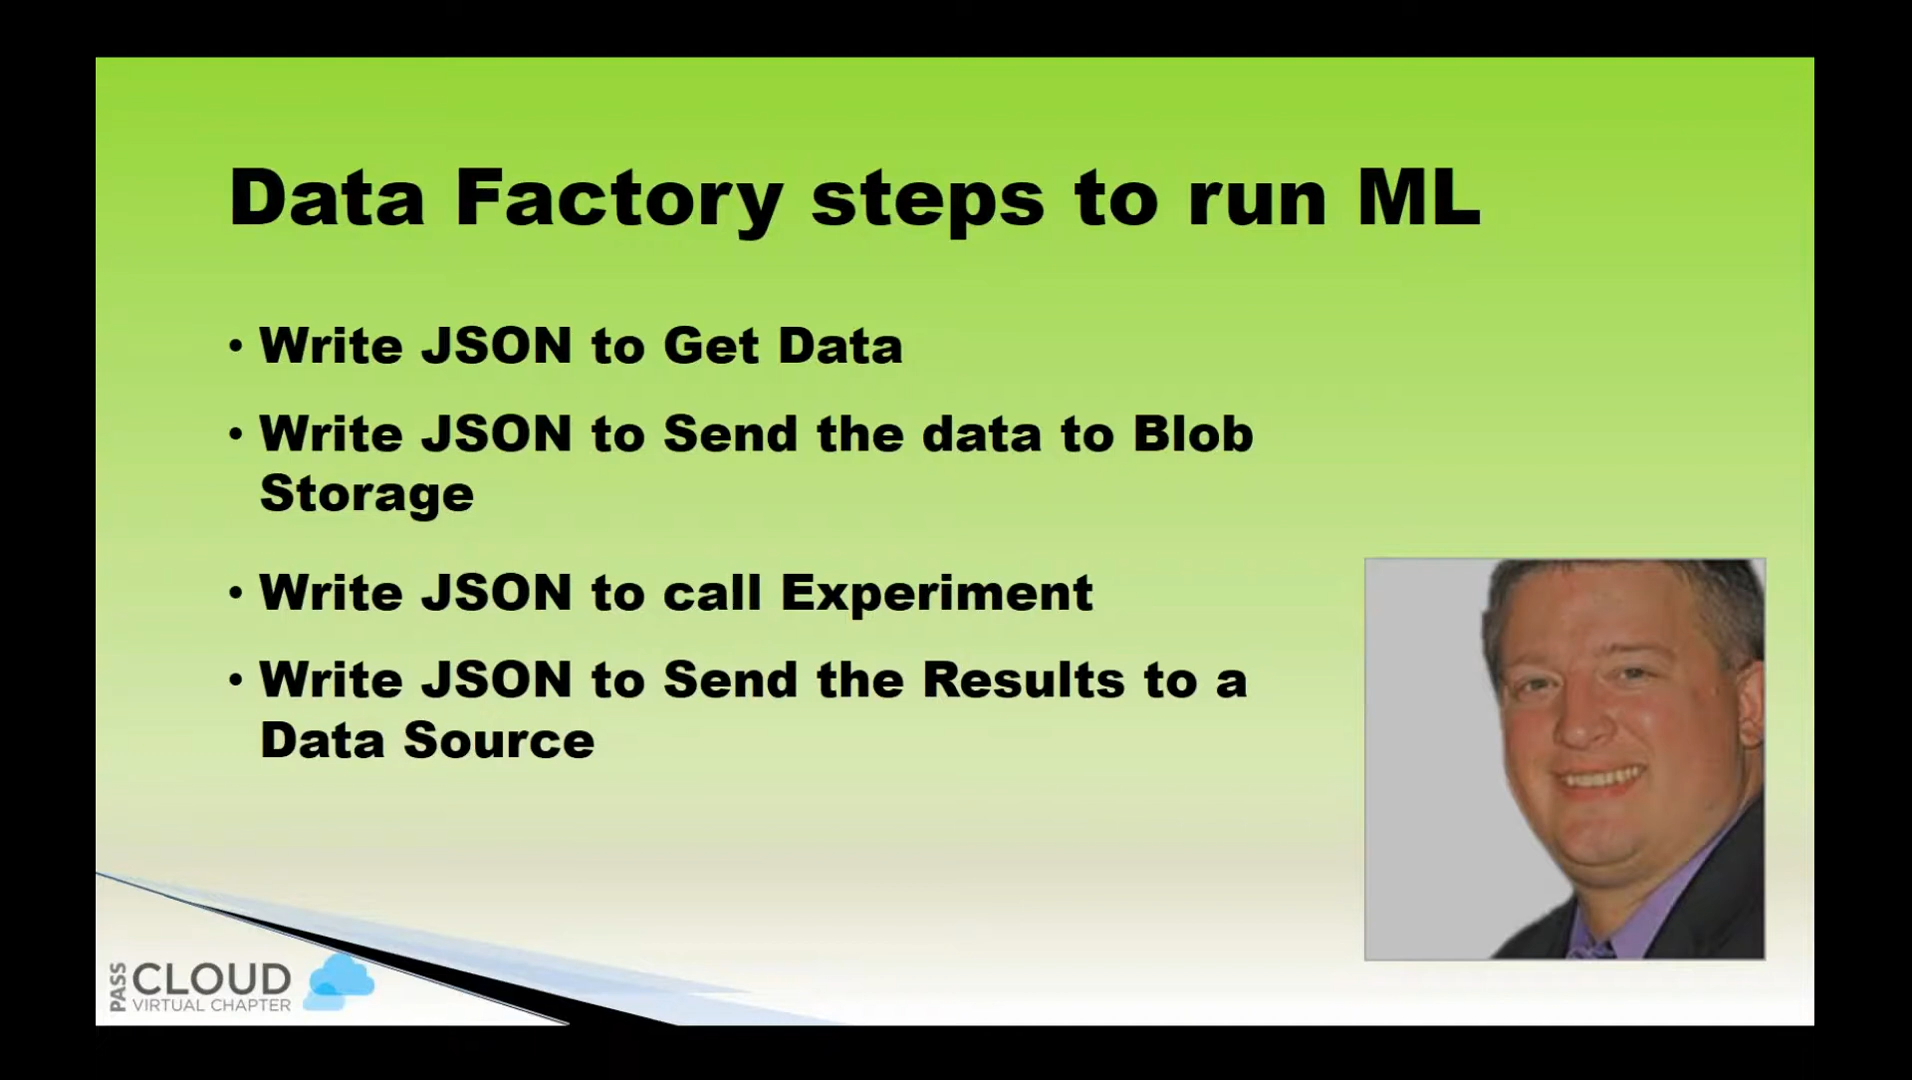 Data Factory steps to run ML
• Write JSON to Get Data
• Write JSON to Send the data to Blob
Storage
• Write JSON to call Experiment
• Write JSON to Send the Results to a
Data Source
PASS
CLOUD
VIRTUAL CHAPTER